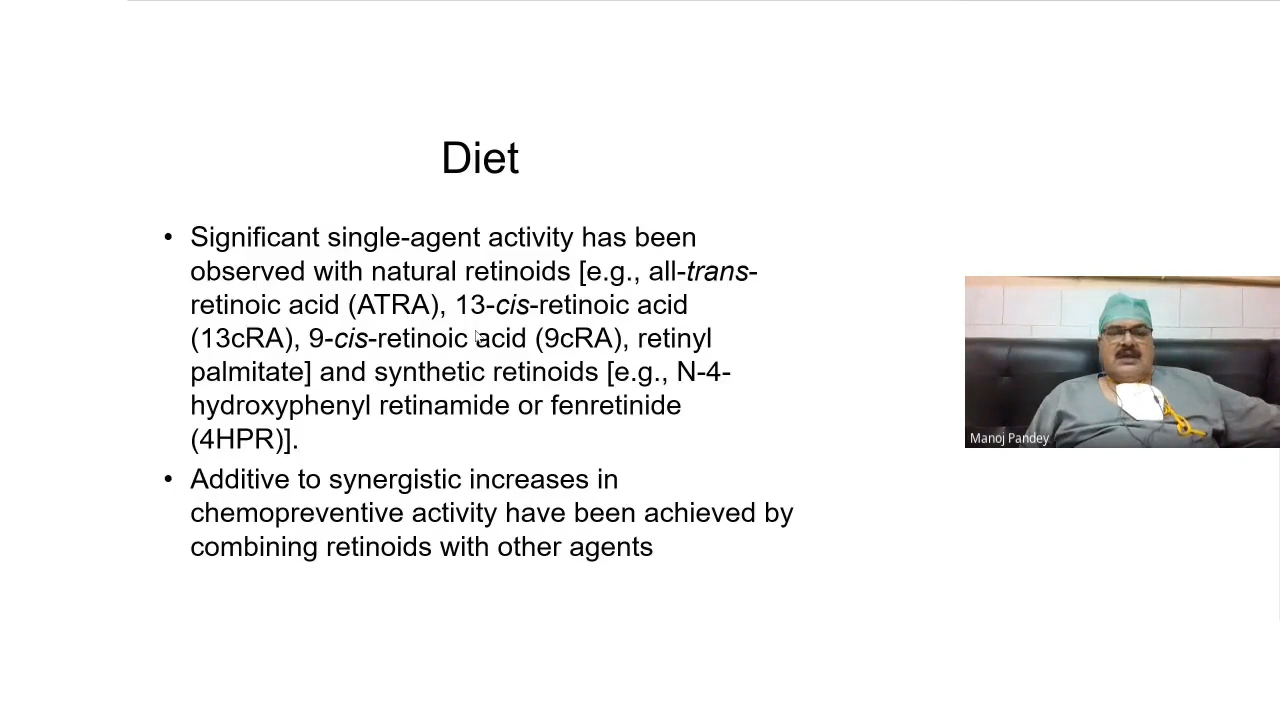 Diet
• Significant single-agent activity has been
observed with natural retinoids [e.g., all-trans-
retinoic acid (ATRA), 13-cis-retinoic acid
(13cRA), 9-cis-retinoic acid (9cRA), retinyl
palmitate] and synthetic retinoids [e.g., N-4-
hydroxyphenyl retinamide or fenretinide
(4HPR)].
• Additive to synergistic increases in
chemopreventive activity have been achieved by
combining retinoids with other agents
Manoj Pandey